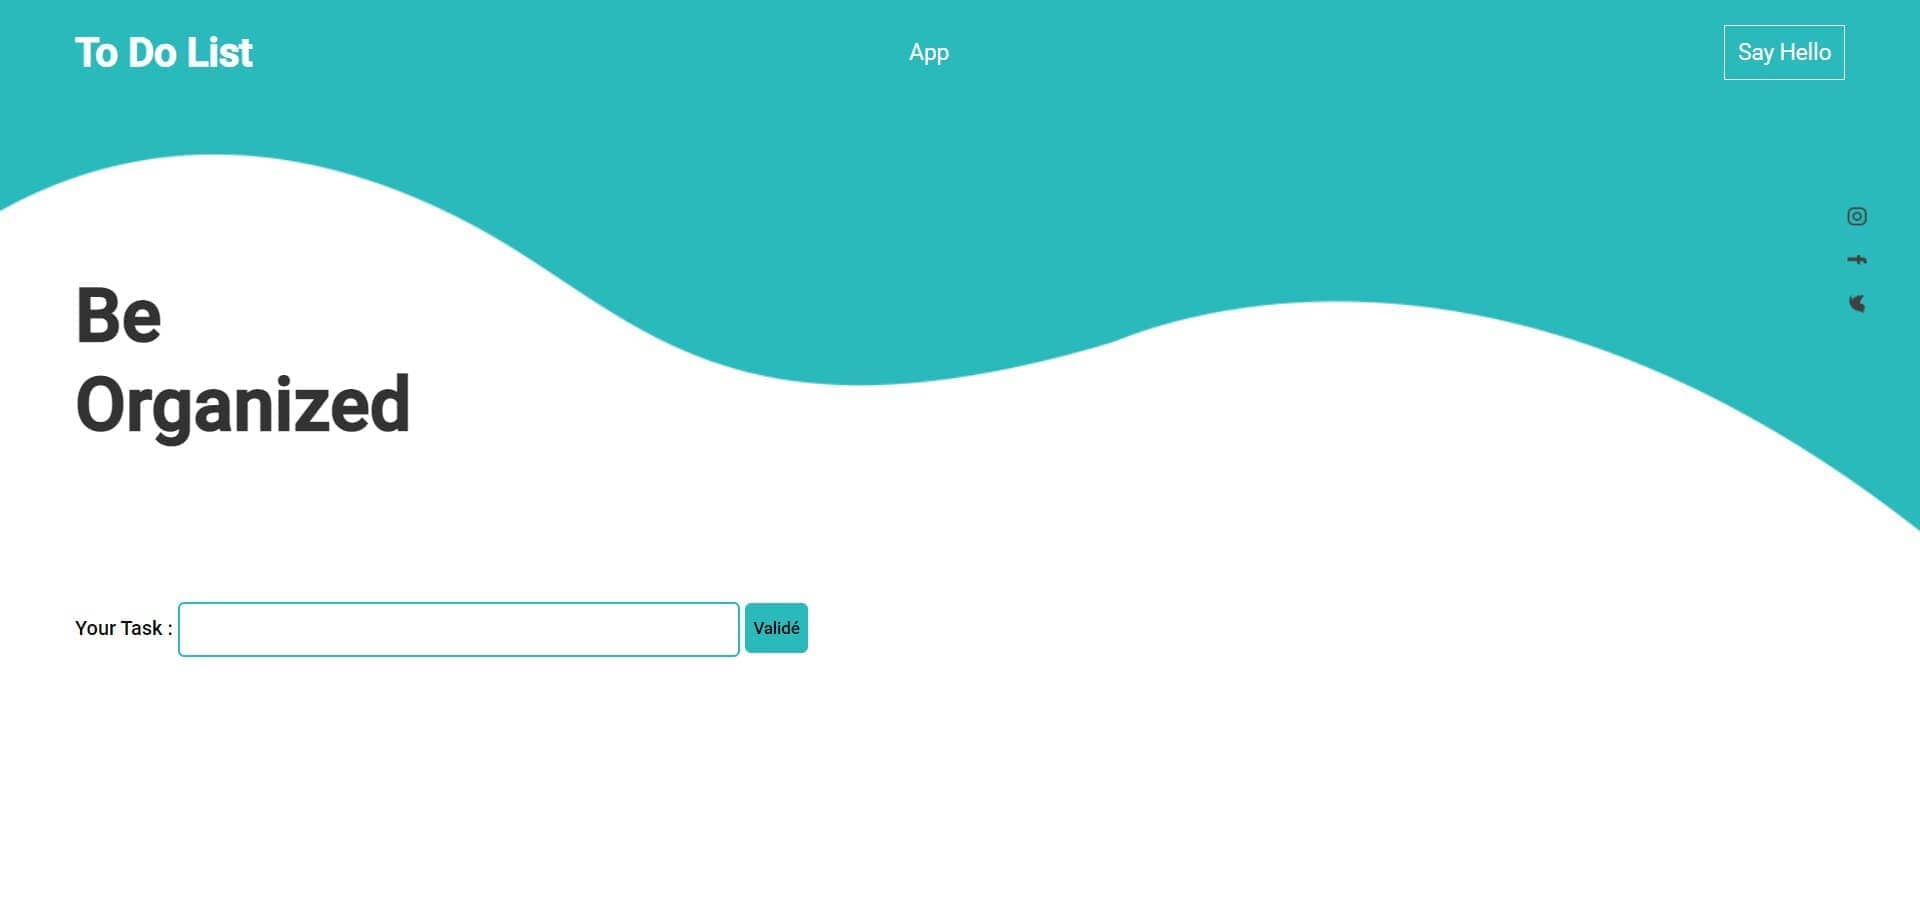 To Do List
App
Say Hello
Be
Organized
Your Task :
Validé